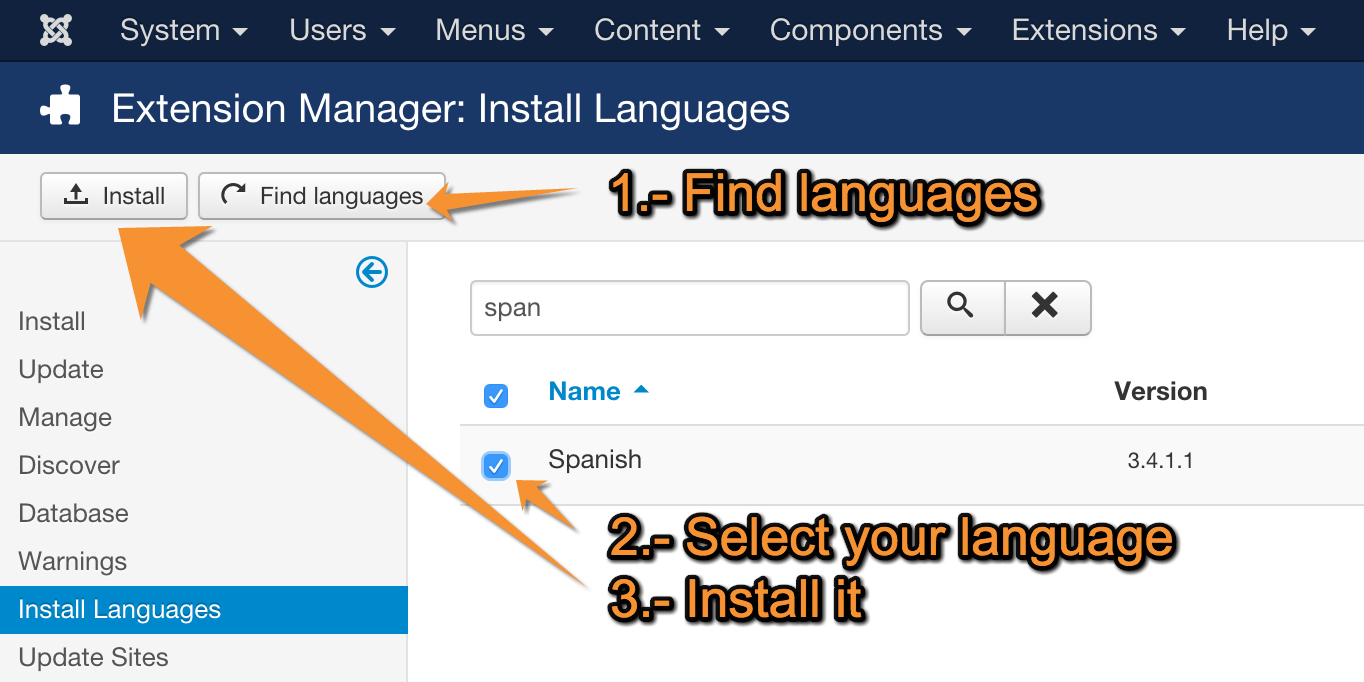 System Users Menus Content Components Extensions Help
Extension Manager: Install Languages
Install Find languages 1.- Find languages
span
Install
Update
Manage
Discover
Database
Warnings
Install Languages
Update Sites
Name Version
Spanish 3.4.1.1
2.- Select your language
3.- Install it